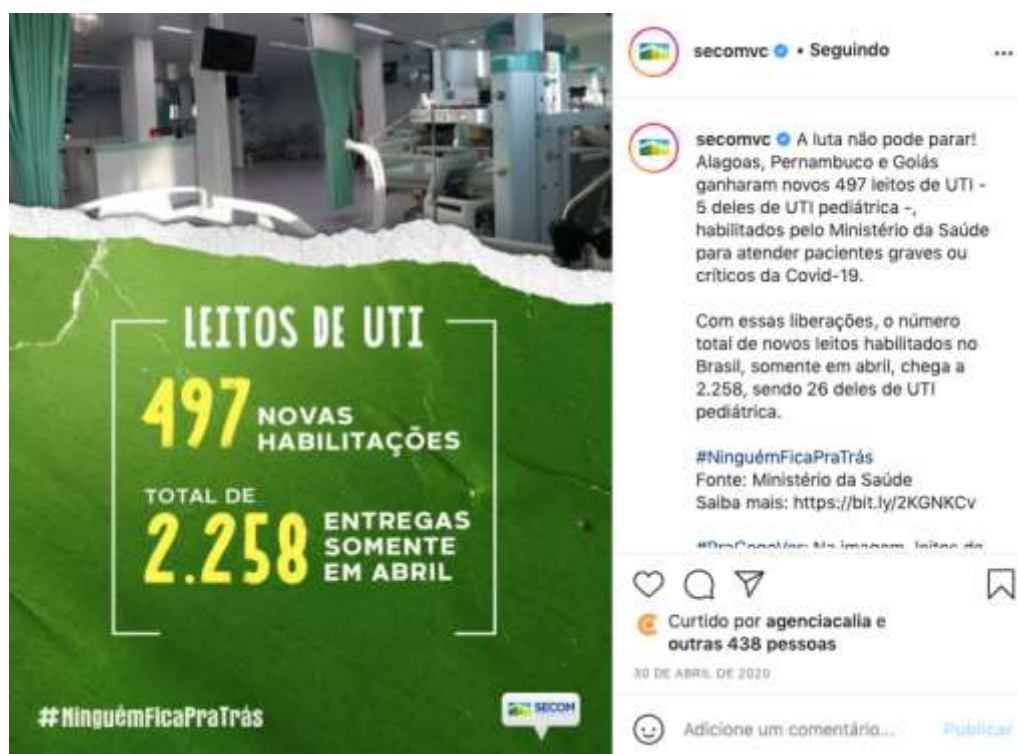 LEITOS DE UTI
497 NOVAS
HABILITAÇÕES
TOTAL DE
2.258 ENTREGAS
SOMENTE
EM ABRIL
#NinguémFicaPraTrás
SECOM
secomvc • Seguindo
secomvc A luta não pode parar!
Alagoas, Pernambuco e Goiás
ganharam novos 497 leitos de UTI -
5 deles de UTI pediátrica -,
habilitados pelo Ministério da Saúde
para atender pacientes graves ou
críticos da Covid-19.
Com essas liberações, o número
total de novos leitos habilitados no
Brasil, somente em abril, chega a
2.258, sendo 26 deles de UTI
pediátrica.
#NinguémFicaPraTrás
Fonte: Ministério da Saúde
Saiba mais: https://bit.ly/2KGNKCv
#PraCegoVer: Na imagem, leitos de
Curtido por agenciacalia e
outras 438 pessoas
30 DE ABRIL DE 2020
Adicione um comentário... Publicar